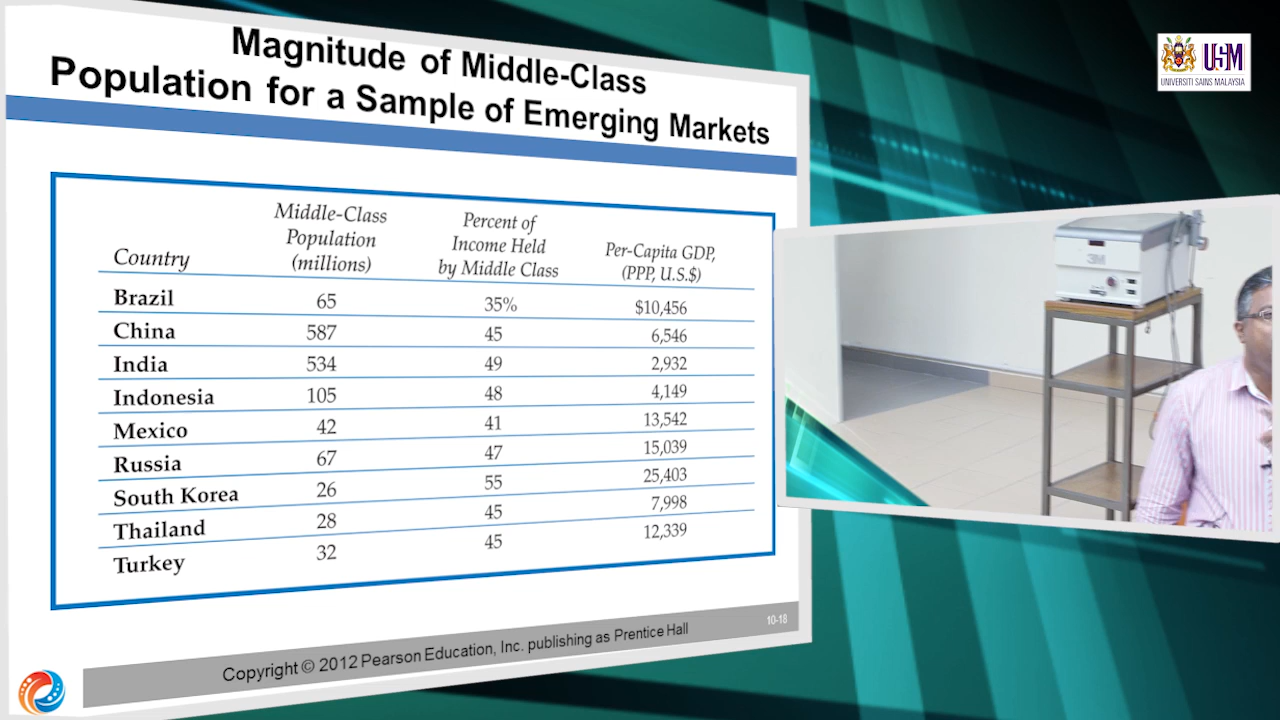 Magnitude of Middle-Class
Population for a Sample of Emerging Markets
USM
UNIVERSITI SAINS MALAYSIA
Country
Middle-Class
Population
(millions)
Percent of
Income Held
by Middle Class
Per-Capita GDP,
(PPP, U.S.$)
Brazil 65 35% $10,456
China 587 45 6,546
India 534 49 2,932
Indonesia 105 48 4,149
Mexico 42 41 13,542
Russia 67 47 15,039
South Korea 26 55 25,403
Thailand 28 45 7,998
Turkey 32 45 12,339
3M
10-18
Copyright © 2012 Pearson Education, Inc. publishing as Prentice Hall